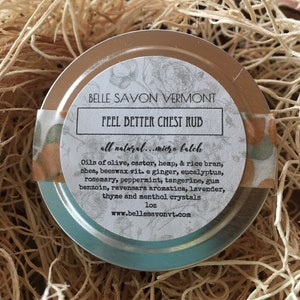 BELLE SAVON VERMONT
FEEL BETTER CHEST RUB
all natural...micro batch
Oils of olive, castor, hemp, & rice bran,
shea, beeswax vit. e ginger, eucalyptus,
rosemary, peppermint, tangerine, gum
benzoin, ravensara aromatica, lavender,
thyme and menthol crystals
1oz
www.bellesavonvt.com